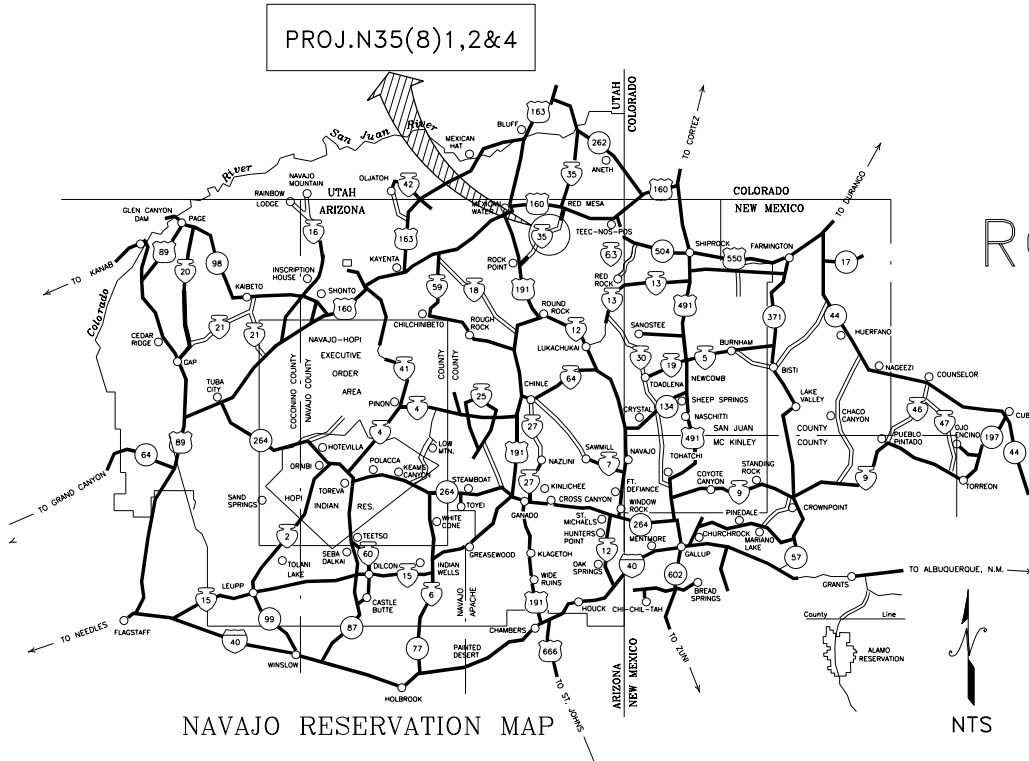 PROJ.N35(8)1,2&4
UTAH
COLORADO
163
BLUFF
San Juan River
MEXICAN
HAT
262
ANETH
TO CORTEZ
35
River
NAVAJO
MOUNTAIN
RAINBOW
LODGE
OLJATOH
42
UTAH
ARIZONA
160
COLORADO
NEW MEXICO
TO DURANGO
GLEN CANYON
DAM
PAGE
MEXICAN
WATER
160
RED MESA
TEEC-NOS-POS
16
163
35
504
SHIPROCK
550
FARMINGTON
17
RO
89
20
98
TO KANAB
KAYENTA
ROCK
POINT
63
RED
ROCK
13
INSCRIPTION
HOUSE
SHONTO
KAIBETO
160
59
18
191
13
491
371
44
Colorado
21
21
CHILCHINBETO
ROUGH
ROCK
ROUND
ROCK
12
SANOSTEE
HUERFANO
CEDAR
RIDGE
GAP
NAVAJO-HOPI
EXECUTIVE
ORDER
AREA
COUNTY
COUNTY
LUKACHUKAI
30
19
5
BURNHAM
NEWCOMB
BISTI
NAGEEZI
COUNSELOR
COCONINO COUNTY
NAVAJO COUNTY
41
64
TOADLENA
TUBA
CITY
PINON
4
25
CHINLE
SHEEP SPRINGS
134
CRYSTAL
NASCHITTI
LAKE
VALLEY
CHACO
CANYON
46
47
CUB
264
89
4
27
191
491
SAN JUAN
MC KINLEY
COUNTY
COUNTY
PUEBLO
PINTADO
OJO
ENCINO
197
44
64
HOTEVILLA
ORAIBI
POLACCA
KEAMS
CANYON
LOW
MTN.
NAZLINI
SAWMILL
7
NAVAJO
TOHATCHI
STANDING
ROCK
COYOTE
CANYON
9
9
TORREON
TO GRAND CANYON
SAND
SPRINGS
HOPI
INDIAN
RES.
TOREVA
264
STEAMBOAT
TOYEI
27
KINLICHEE
FT.
DEFIANCE
CROSS CANYON
WINDOW
ROCK
GANADO
PINEDALE
CROWNPOINT
2
TEETSO
WHITE
CONE
ST.
MICHAELS
HUNTERS
POINT
264
MENTMORE
CHURCHROCK
MARIANO
LAKE
SEBA
DALKAI
60
GREASEWOOD
KLAGETOH
12
GALLUP
57
TOLANI
LAKE
DILCON
15
INDIAN
WELLS
OAK
SPRINGS
40
602
BREAD
SPRINGS
GRANTS
TO ALBUQUERQUE, N.M.
LEUPP
15
CASTLE
BUTTE
6
NAVAJO
APACHE
WIDE
RUINS
191
HOUCK
CHI-CHIL-TAH
County Line
FLAGSTAFF
99
87
77
CHAMBERS
TO NEEDLES
40
WINSLOW
PAINTED
DESERT
666
TO ZUNI
ALAMO
RESERVATION
HOLBROOK
TO ST. JOHNS
ARIZONA
NEW MEXICO
NAVAJO RESERVATION MAP
NTS